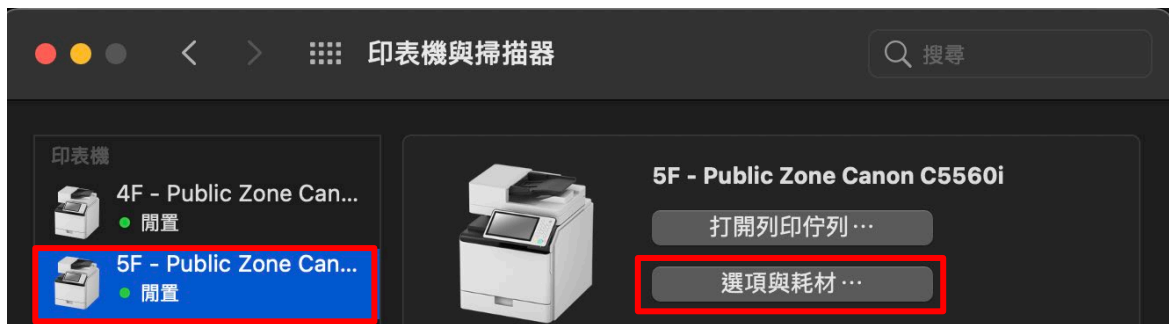 印表機與掃描器
搜尋
印表機
4F - Public Zone Can...
閒置
5F - Public Zone Can...
閒置
5F - Public Zone Canon C5560i
打開列印佇列…
選項與耗材…